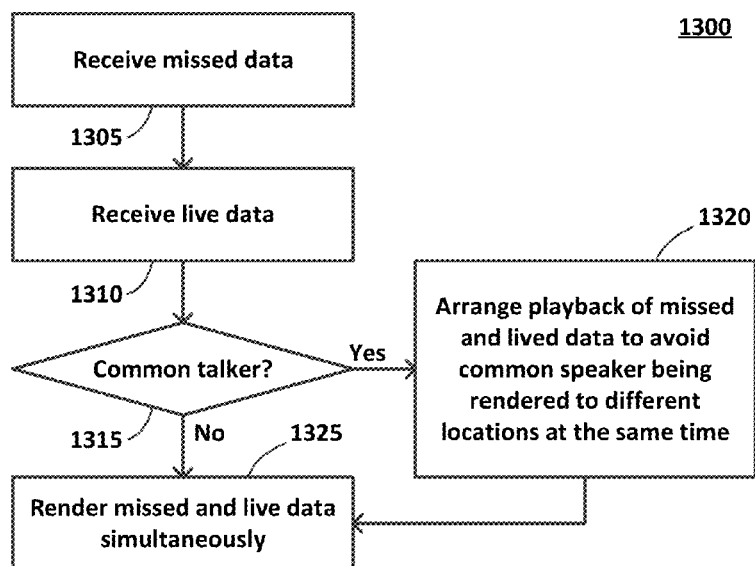 1300
Receive missed data
1305
Receive live data
1310
1320
Common talker?
Yes
Arrange playback of missed
and lived data to avoid
common speaker being
rendered to different
locations at the same time
1315
No
1325
Render missed and live data
simultaneously